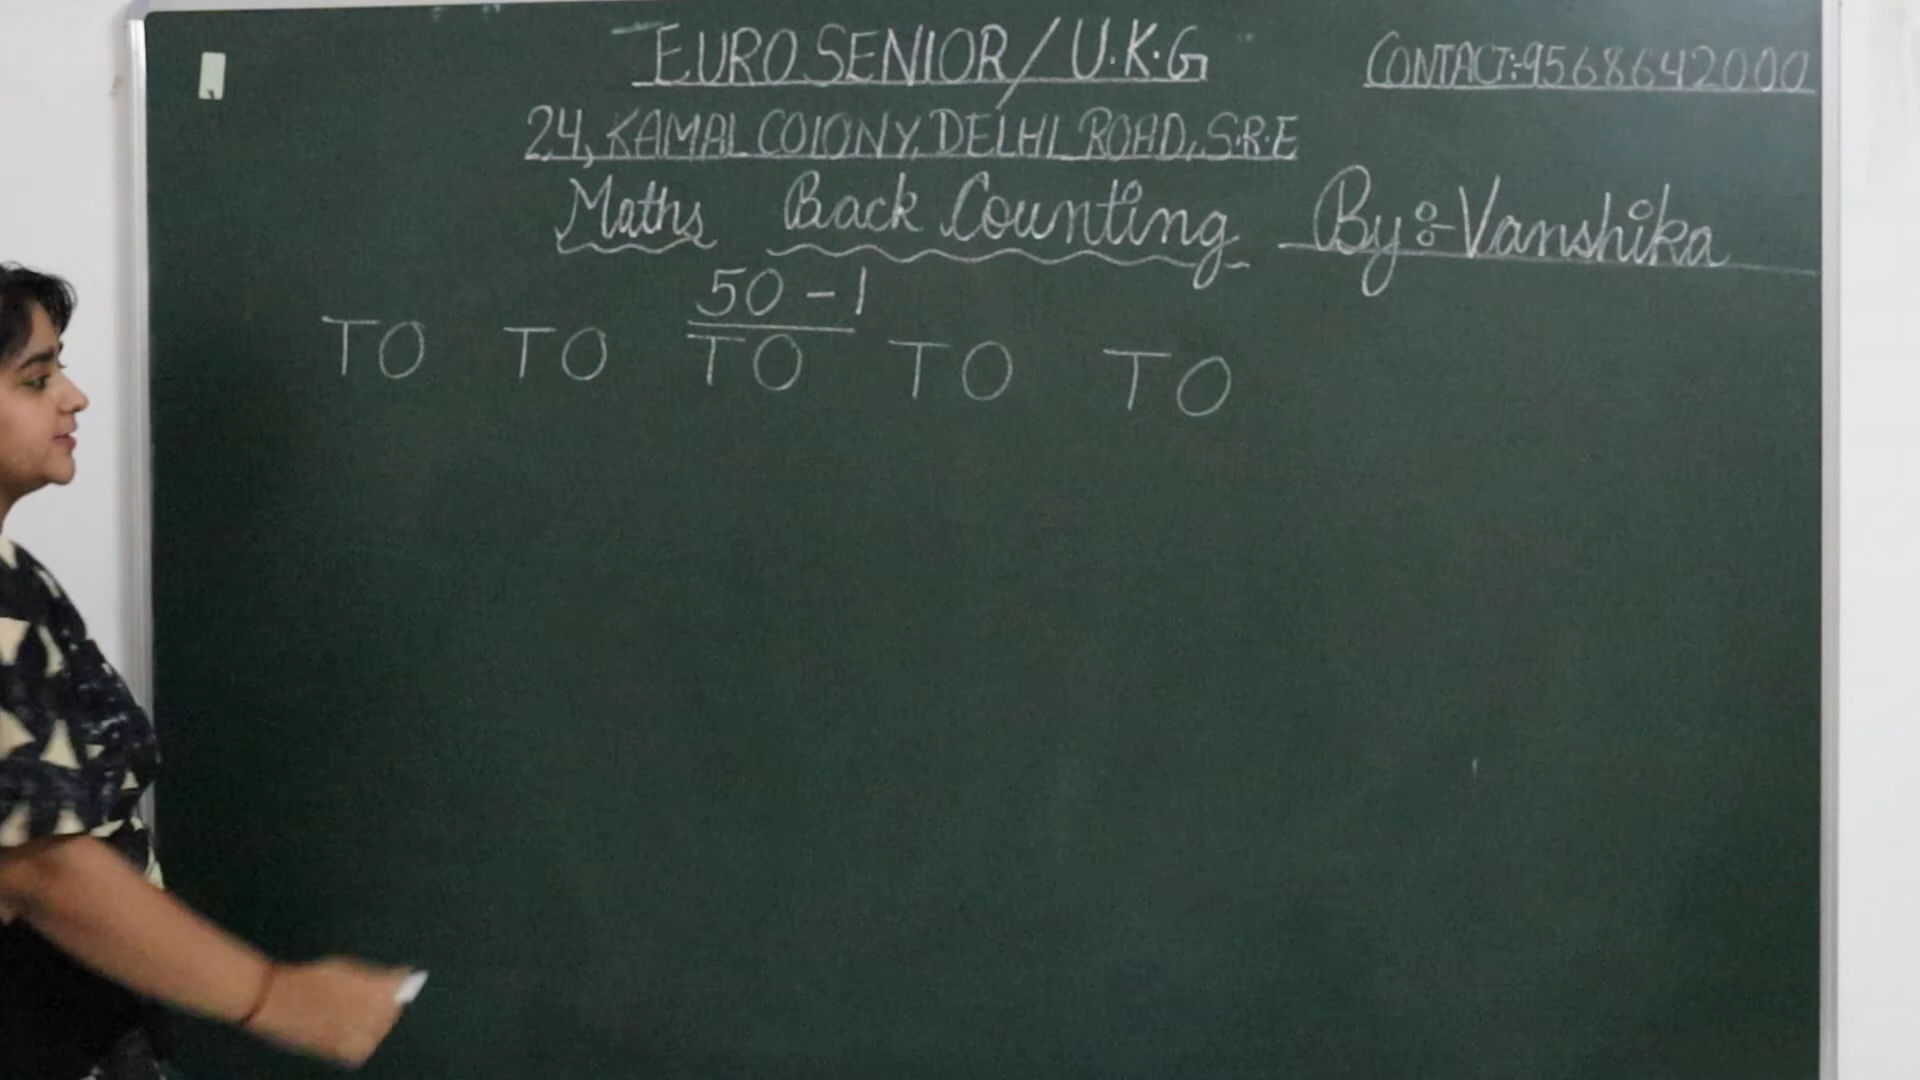 EURO SENIOR/U.K.G CONTACT:-9568642000
24, KAMAL COLONY, DELHI ROAD, S.R.E
Maths Back Counting By:-Vanshika
50-1
TO TO TO TO TO